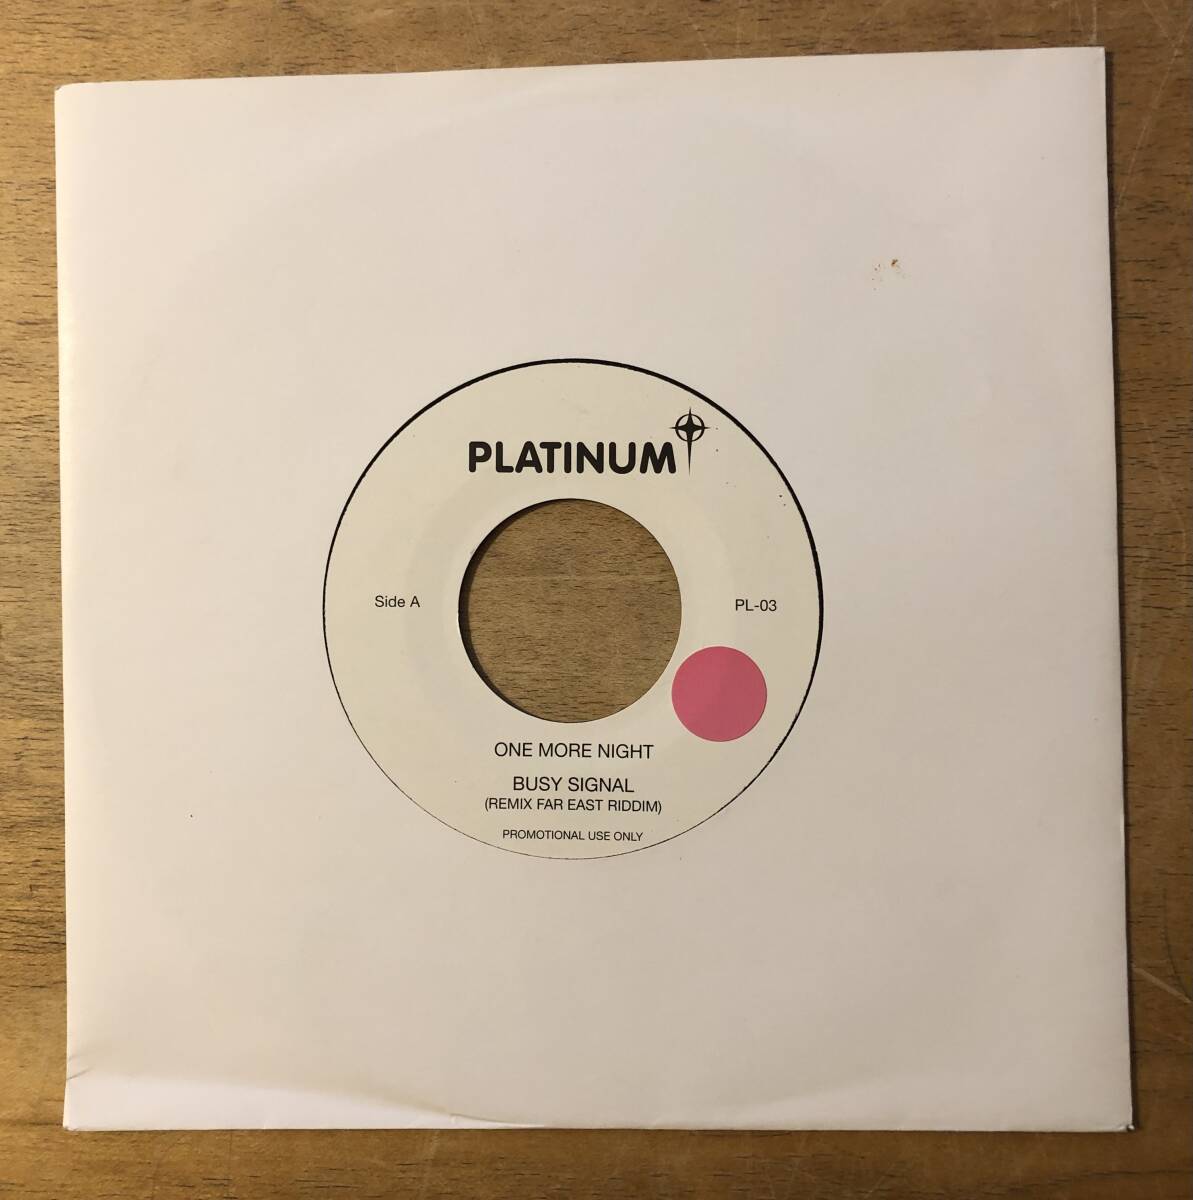 PLATINUM
Side A
PL-03
ONE MORE NIGHT
BUSY SIGNAL
(REMIX FAR EAST RIDDIM)
PROMOTIONAL USE ONLY